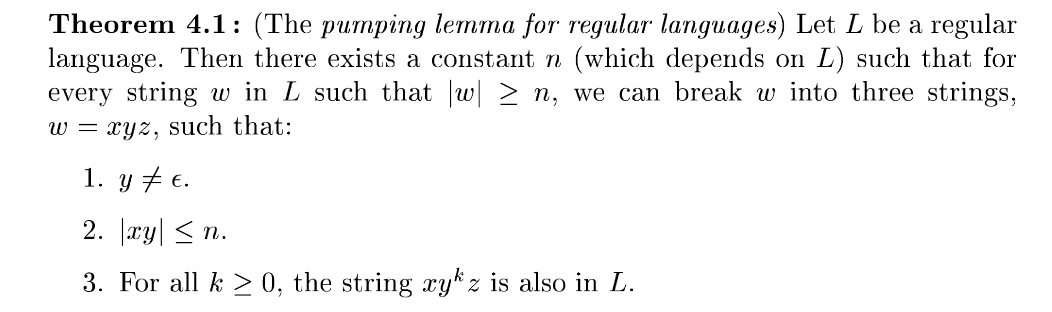 Theorem 4.1: (The pumping lemma for regular languages) Let L be a regular
language. Then there exists a constant n (which depends on L) such that for
every string w in L such that |w| ≥ n, we can break w into three strings,
w = xyz, such that:
1. y ≠ ϵ.
2. |xy| ≤ n.
3. For all k ≥ 0, the string xyᵏz is also in L.